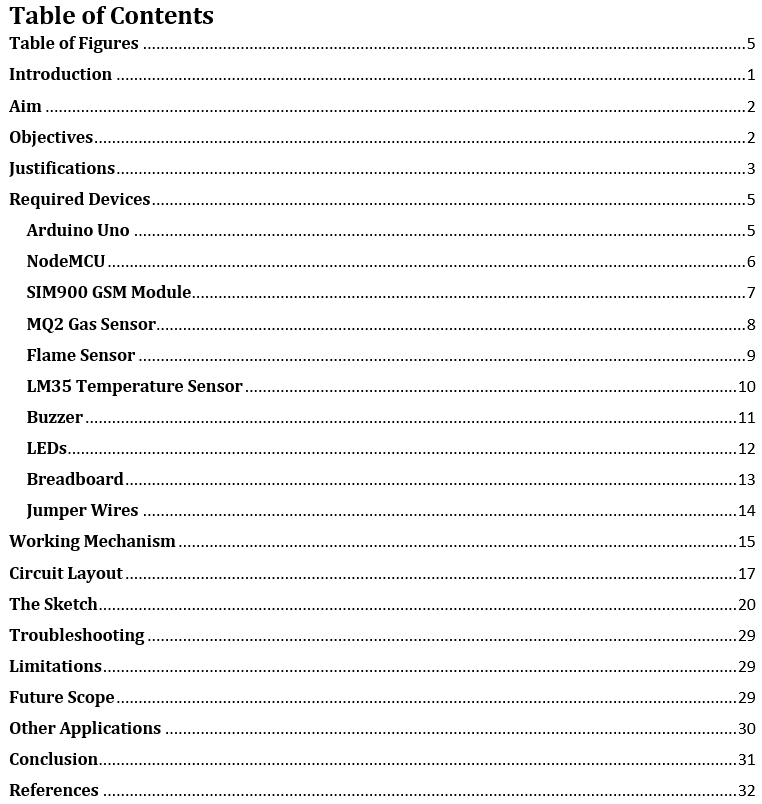 Table of Contents
Table of Figures ........................................................................................................................................5
Introduction ..............................................................................................................................................1
Aim ..............................................................................................................................................................2
Objectives...................................................................................................................................................2
Justifications..............................................................................................................................................3
Required Devices......................................................................................................................................5
Arduino Uno ..........................................................................................................................................5
NodeMCU ................................................................................................................................................6
SIM900 GSM Module.............................................................................................................................7
MQ2 Gas Sensor.....................................................................................................................................8
Flame Sensor .........................................................................................................................................9
LM35 Temperature Sensor ...............................................................................................................10
Buzzer ...................................................................................................................................................11
LEDs.......................................................................................................................................................12
Breadboard..........................................................................................................................................13
Jumper Wires ......................................................................................................................................14
Working Mechanism ..............................................................................................................................15
Circuit Layout ..........................................................................................................................................17
The Sketch................................................................................................................................................20
Troubleshooting .....................................................................................................................................29
Limitations...............................................................................................................................................29
Future Scope ............................................................................................................................................29
Other Applications .................................................................................................................................30
Conclusion................................................................................................................................................31
References ...............................................................................................................................................32